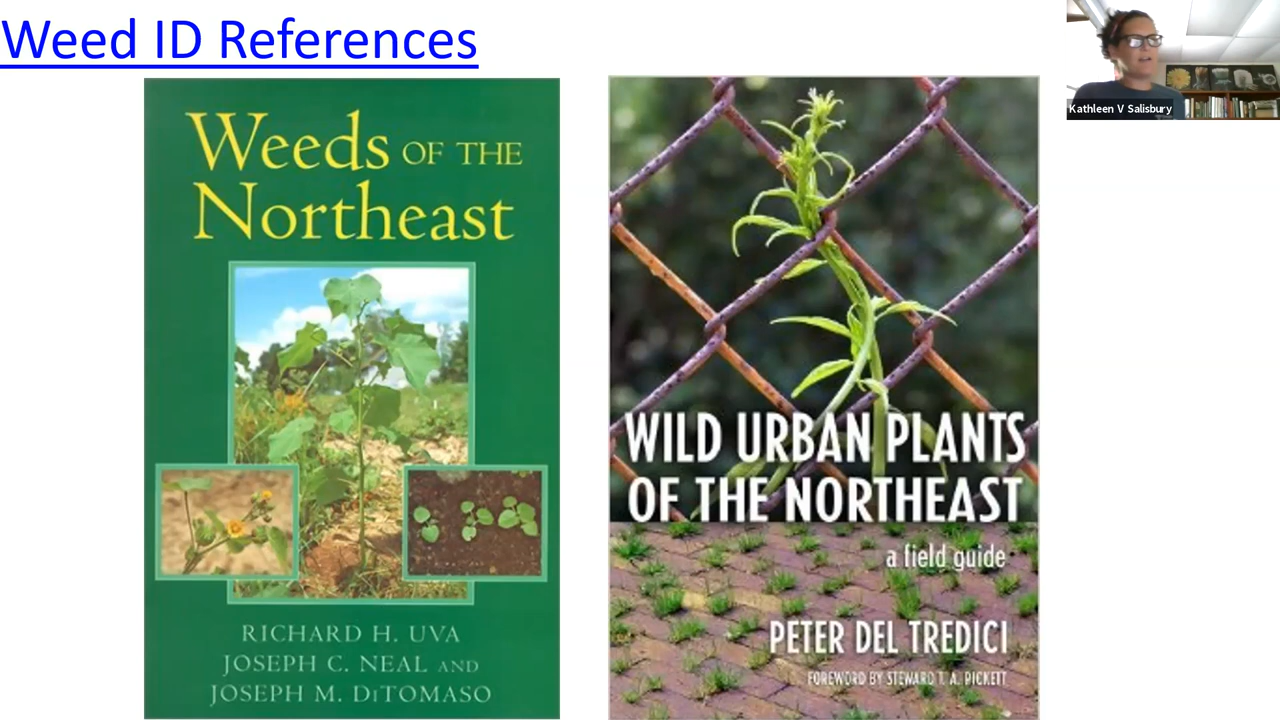 Weed ID References
Kathleen V Salisbury
Weeds OF THE
Northeast
RICHARD H. UVA
JOSEPH C. NEAL AND
JOSEPH M. DiTOMASO
WILD URBAN PLANTS
OF THE NORTHEAST
a field guide
PETER DEL TREDICI
FOREWORD BY STEWARD T. A. PICKETT